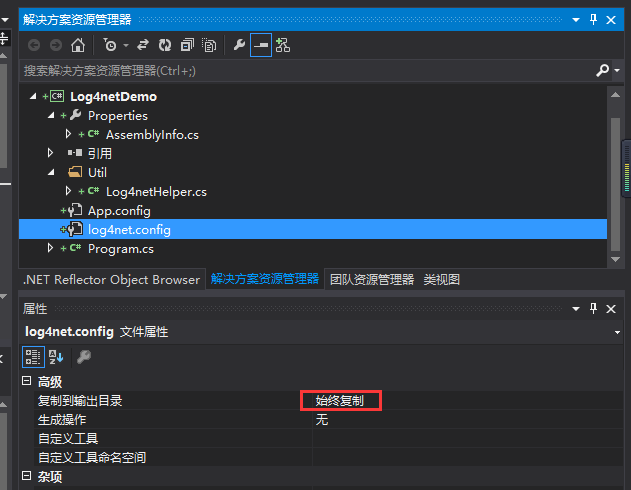 解决方案资源管理器
搜索解决方案资源管理器(Ctrl+;)
Log4netDemo
Properties
AssemblyInfo.cs
引用
Util
Log4netHelper.cs
App.config
log4net.config
Program.cs
.NET Reflector Object Browser 解决方案资源管理器 团队资源管理器 类视图
属性
log4net.config 文件属性
高级
复制到输出目录 始终复制
生成操作 无
自定义工具
自定义工具命名空间
杂项